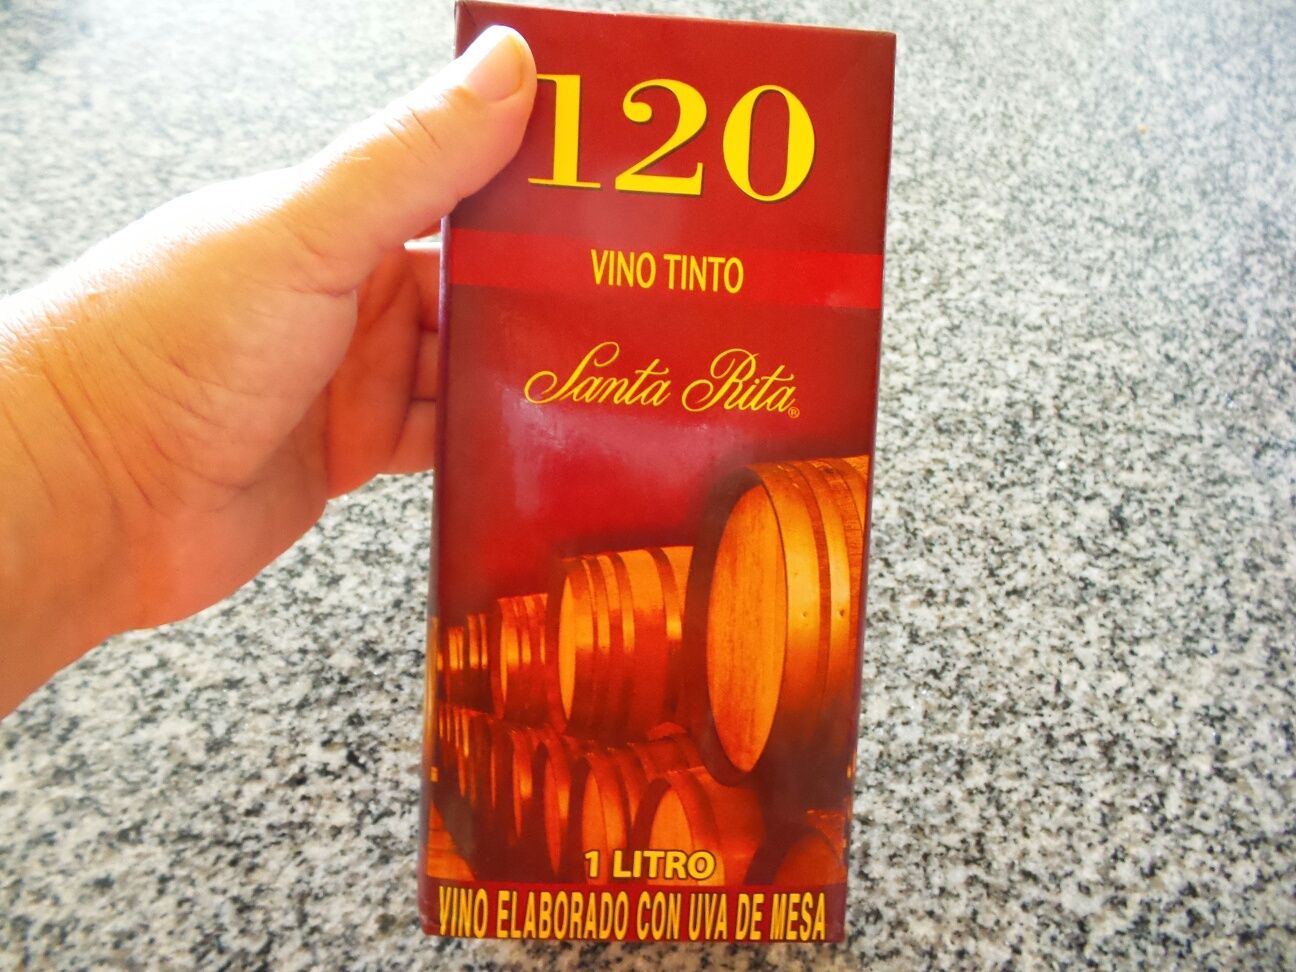 120
VINO TINTO
Santa Rita®
1 LITRO
VINO ELABORADO CON UVA DE MESA